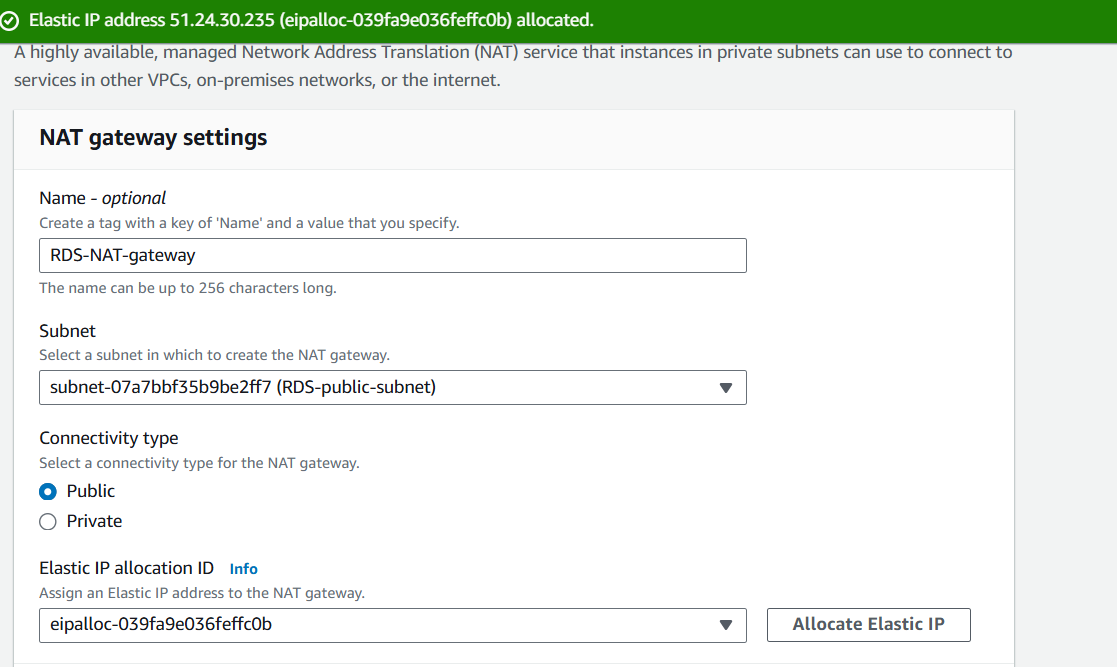 Elastic IP address 51.24.30.235 (eipalloc-039fa9e036feffc0b) allocated.
A highly available, managed Network Address Translation (NAT) service that instances in private subnets can use to connect to
services in other VPCs, on-premises networks, or the internet.
NAT gateway settings
Name - optional
Create a tag with a key of 'Name' and a value that you specify.
RDS-NAT-gateway
The name can be up to 256 characters long.
Subnet
Select a subnet in which to create the NAT gateway.
subnet-07a7bbf35b9be2ff7 (RDS-public-subnet)
Connectivity type
Select a connectivity type for the NAT gateway.
Public
Private
Elastic IP allocation ID Info
Assign an Elastic IP address to the NAT gateway.
eipalloc-039fa9e036feffc0b
Allocate Elastic IP